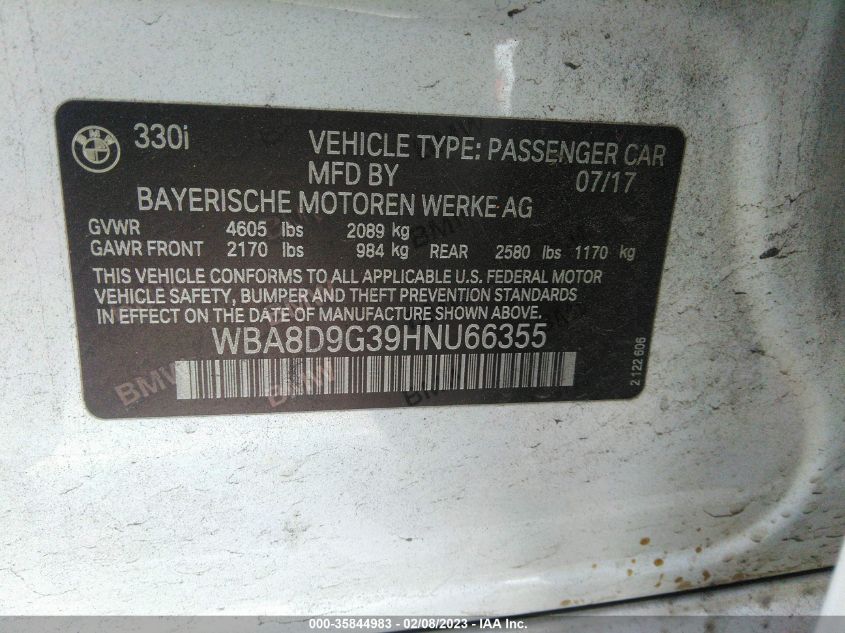 BMW 330i VEHICLE TYPE: PASSENGER CAR
MFD BY 07/17
BAYERISCHE MOTOREN WERKE AG
GVWR 4605 lbs 2089 kg
GAWR FRONT 2170 lbs 984 kg REAR 2580 lbs 1170 kg
THIS VEHICLE CONFORMS TO ALL APPLICABLE U.S. FEDERAL MOTOR
VEHICLE SAFETY, BUMPER AND THEFT PREVENTION STANDARDS
IN EFFECT ON THE DATE OF MANUFACTURE SHOWN ABOVE.
WBA8D9G39HNU66355
2 122 606
BMW
BMW
000-35844983 - 02/08/2023 - IAA Inc.